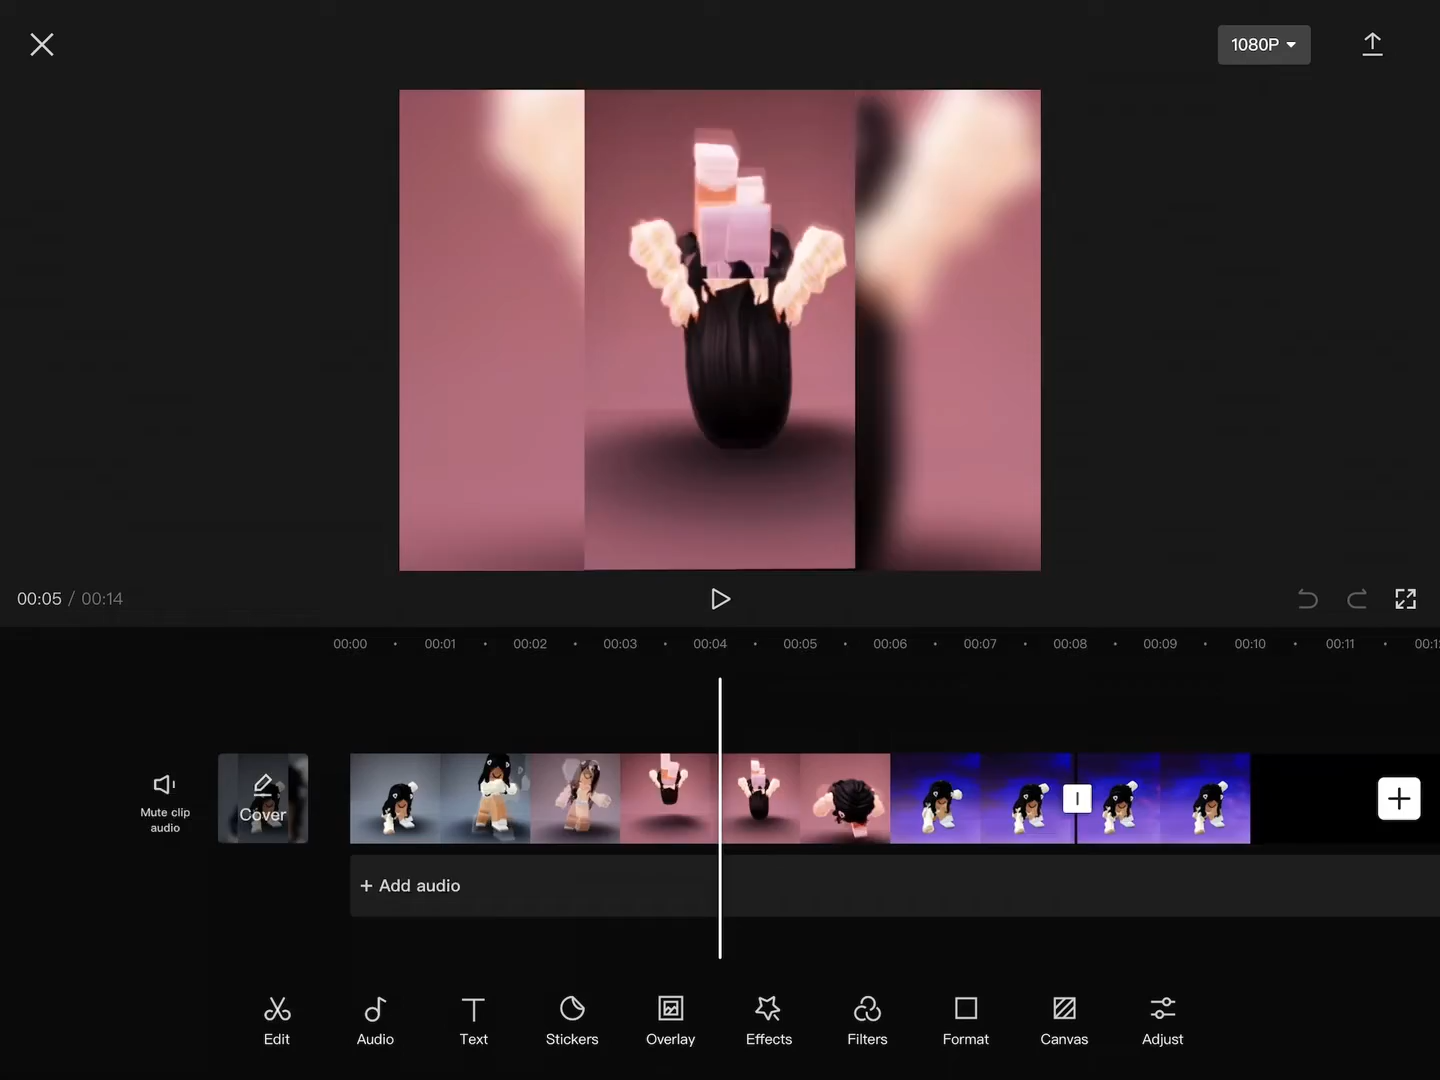 1080P
00:05 / 00:14
00:00 00:01 00:02 00:03 00:04 00:05 00:06 00:07 00:08 00:09 00:10 00:11
Mute clip
audio
Cover
+ Add audio
Edit Audio Text Stickers Overlay Effects Filters Format Canvas Adjust